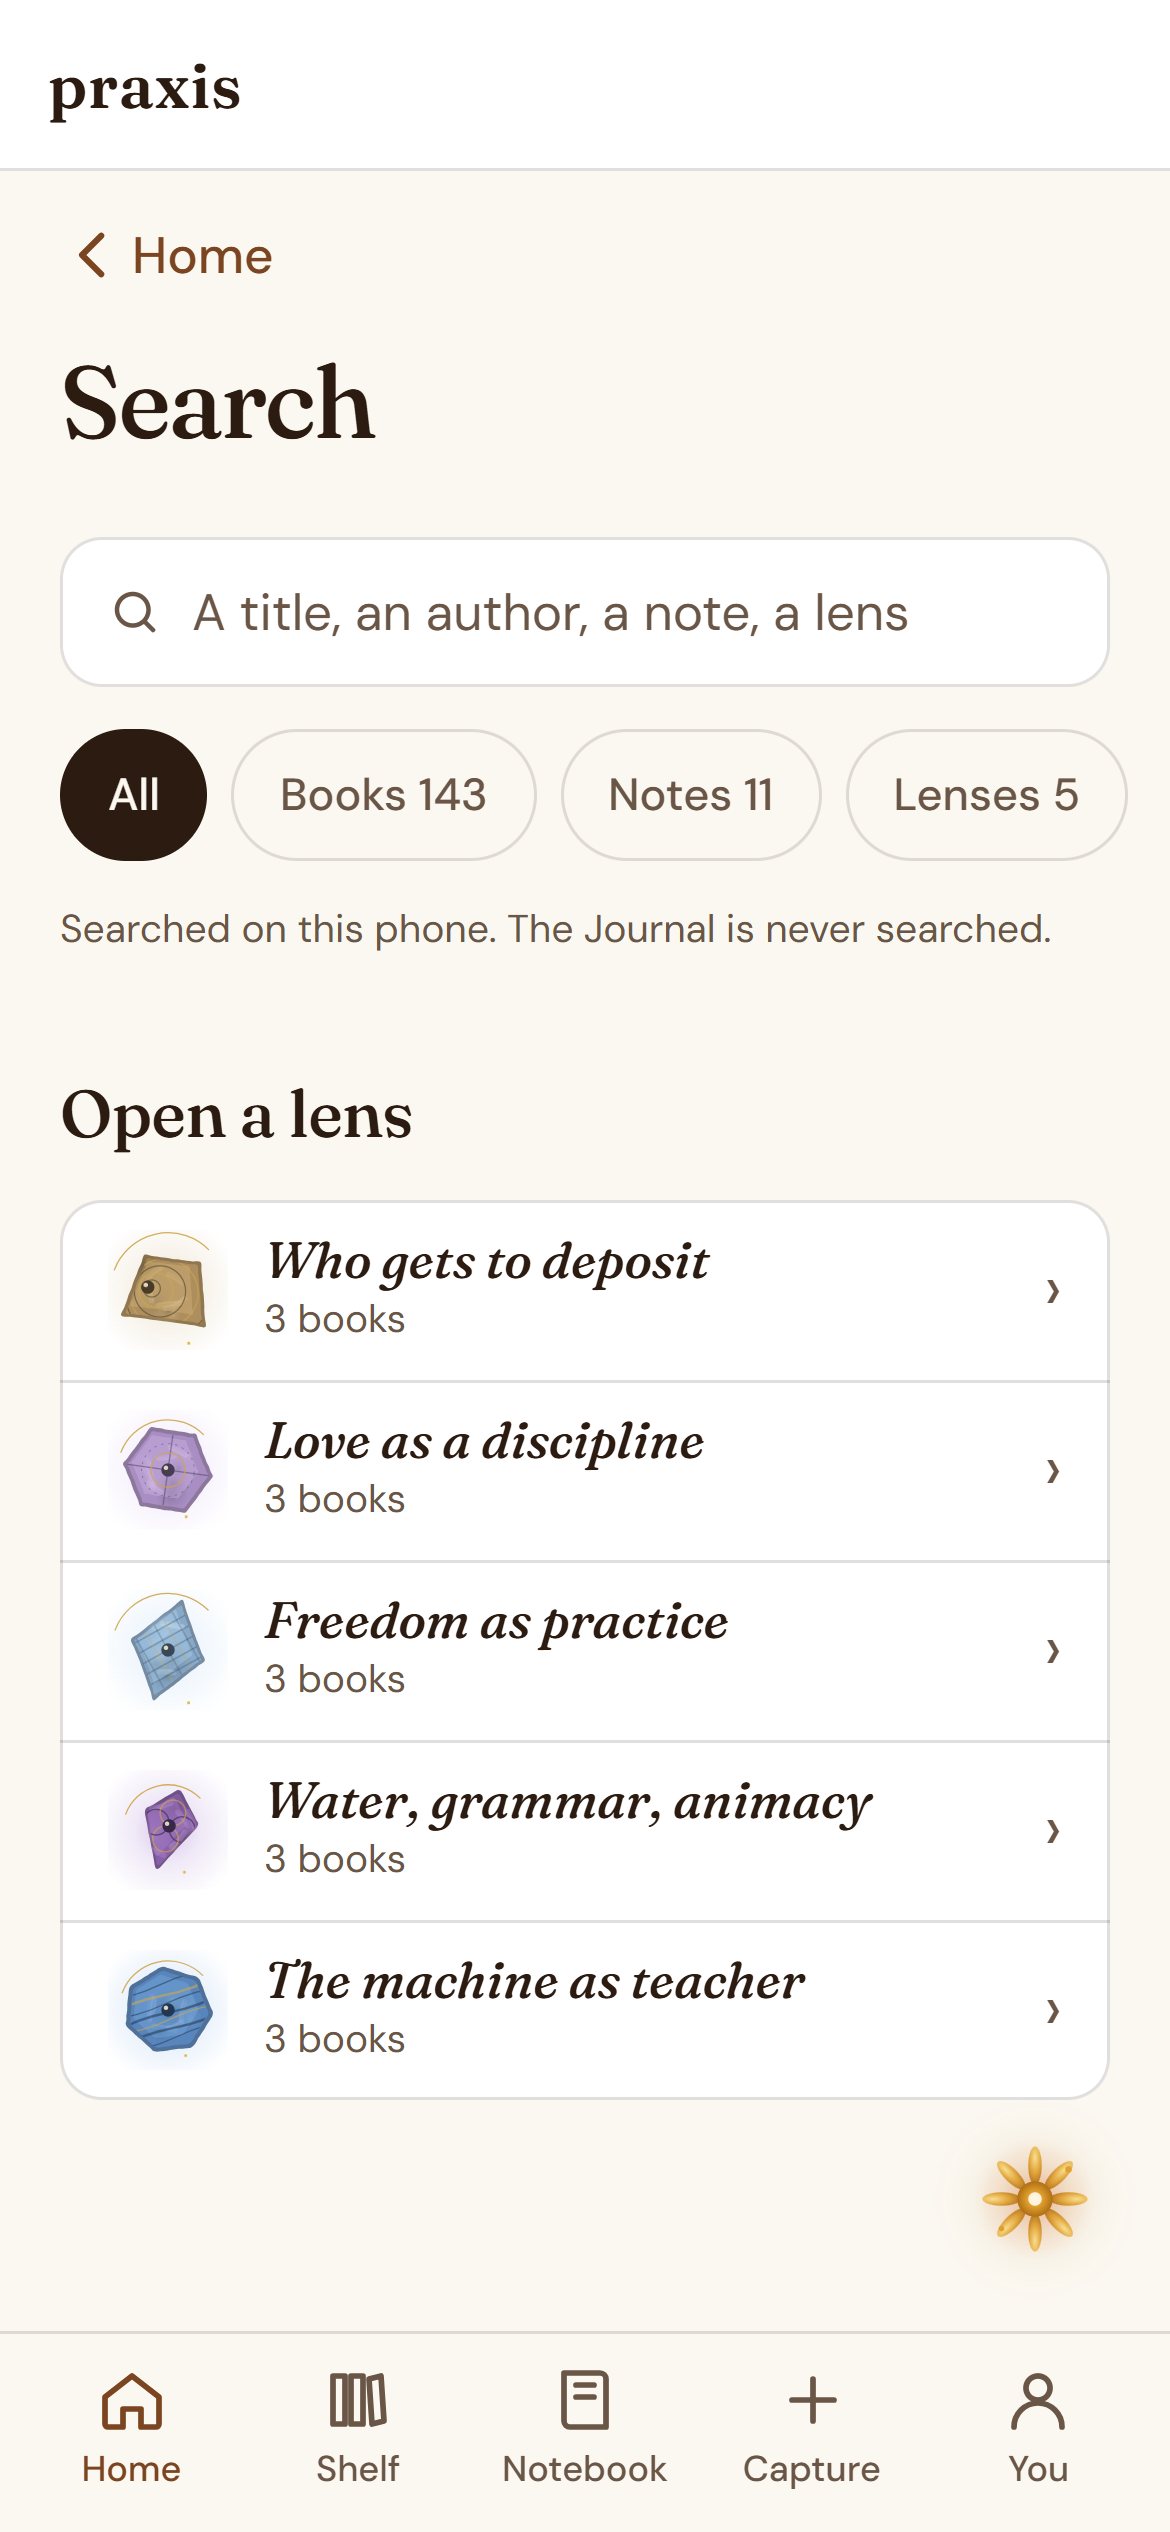 praxis
Home
Search
A title, an author, a note, a lens
All
Books 143
Notes 11
Lenses 5
Searched on this phone. The Journal is never searched.
Open a lens
Who gets to deposit
3 books
Love as a discipline
3 books
Freedom as practice
3 books
Water, grammar, animacy
3 books
The machine as teacher
3 books
Home
Shelf
Notebook
Capture
You